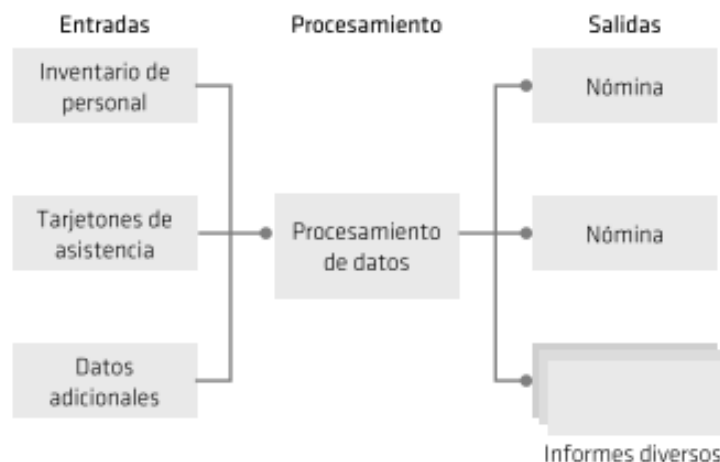 Entradas
Procesamiento
Salidas
Inventario de
personal
Nómina
Tarjetones de
asistencia
Procesamiento
de datos
Nómina
Datos
adicionales
Informes diversos